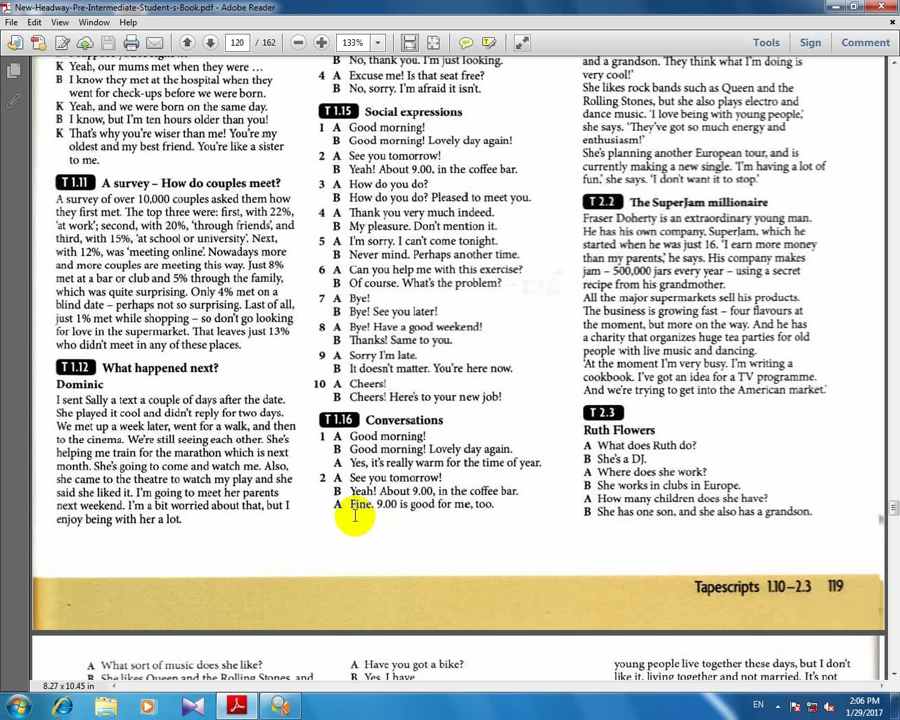 New-Headway-Pre-Intermediate-Student-s-Book.pdf - Adobe Reader
File Edit View Window Help
120 / 162 133% Tools Sign Comment
K Yeah, our mums met when they were …
B I know they met at the hospital when they
went for check-ups before we were born.
K Yeah, and we were born on the same day.
B I know, but I'm ten hours older than you!
K That's why you're wiser than me! You're my
oldest and my best friend. You're like a sister
to me.
T 1.11 A survey – How do couples meet?
A survey of over 10,000 couples asked them how
they first met. The top three were: first, with 22%,
'at work'; second, with 20%, 'through friends'; and
third, with 15%, 'at school or university'. Next,
with 12%, was 'meeting online'. Nowadays more
and more couples are meeting this way. Just 8%
met at a bar or club and 5% through the family,
which was quite surprising. Only 4% met on a
blind date – perhaps not so surprising. Last of all,
just 1% met while shopping – so don't go looking
for love in the supermarket. That leaves just 13%
who didn't meet in any of these places.
T 1.12 What happened next?
Dominic
I sent Sally a text a couple of days after the date.
She played it cool and didn't reply for two days.
We met up a week later, went for a walk, and then
to the cinema. We're still seeing each other. She's
helping me train for the marathon which is next
month. She's going to come and watch me. Also,
she came to the theatre to watch my play and she
said she liked it. I'm going to meet her parents
next weekend. I'm a bit worried about that, but I
enjoy being with her a lot.
B No, thank you. I'm just looking.
4 A Excuse me! Is that seat free?
B No, sorry. I'm afraid it isn't.
T 1.15 Social expressions
1 A Good morning!
B Good morning! Lovely day again!
2 A See you tomorrow!
B Yeah! About 9.00, in the coffee bar.
3 A How do you do?
B How do you do? Pleased to meet you.
4 A Thank you very much indeed.
B My pleasure. Don't mention it.
5 A I'm sorry. I can't come tonight.
B Never mind. Perhaps another time.
6 A Can you help me with this exercise?
B Of course. What's the problem?
7 A Bye!
B Bye! See you later!
8 A Bye! Have a good weekend!
B Thanks! Same to you.
9 A Sorry I'm late.
B It doesn't matter. You're here now.
10 A Cheers!
B Cheers! Here's to your new job!
T 1.16 Conversations
1 A Good morning!
B Good morning! Lovely day again.
A Yes, it's really warm for the time of year.
2 A See you tomorrow!
B Yeah! About 9.00, in the coffee bar.
A Fine. 9.00 is good for me, too.
and a grandson. They think what I'm doing is
very cool!'
She likes rock bands such as Queen and the
Rolling Stones, but she also plays electro and
dance music. 'I love being with young people,'
she says. 'They've got so much energy and
enthusiasm!'
She's planning another European tour, and is
currently making a new single. 'I'm having a lot of
fun,' she says. 'I don't want it to stop.'
T 2.2 The SuperJam millionaire
Fraser Doherty is an extraordinary young man.
He has his own company, SuperJam, which he
started when he was just 16. 'I earn more money
than my parents,' he says. His company makes
jam – 500,000 jars every year – using a secret
recipe from his grandmother.
All the major supermarkets sell his products.
The business is growing fast – four flavours at
the moment, but more on the way. And he has
a charity that organizes huge tea parties for old
people with live music and dancing.
'At the moment I'm very busy. I'm writing a
cookbook. I've got an idea for a TV programme.
And we're trying to get into the American market.'
T 2.3
Ruth Flowers
A What does Ruth do?
B She's a DJ.
A Where does she work?
B She works in clubs in Europe.
A How many children does she have?
B She has one son, and she also has a grandson.
Tapescripts 1.10–2.3 119
A What sort of music does she like?
B She likes Queen and the Rolling Stones, and
A Have you got a bike?
B Yes, I have.
young people live together these days, but I don't
like it, living together and not married. It's not
8.27 x 10.45 in
EN 2:06 PM
1/29/2017